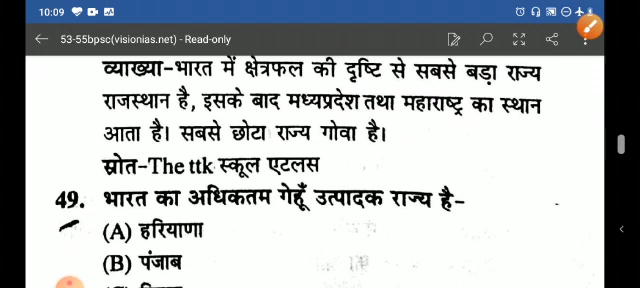 10:09
53-55bpsc(visionias.net) - Read-only
व्याख्या-भारत में क्षेत्रफल की दृष्टि से सबसे बड़ा राज्य
राजस्थान है, इसके बाद मध्यप्रदेश तथा महाराष्ट्र का स्थान
आता है। सबसे छोटा राज्य गोवा है।
स्रोत-The ttk स्कूल एटलस
49. भारत का अधिकतम गेहूँ उत्पादक राज्य है-
(A) हरियाणा
(B) पंजाब